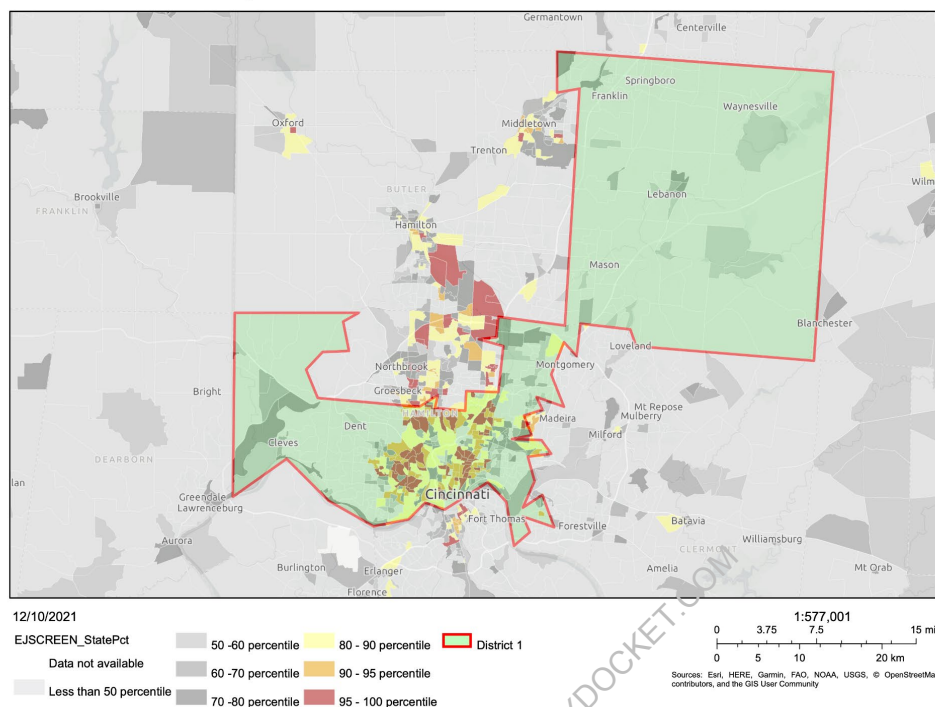 Germantown
Centerville
Springboro
Franklin
Waynesville
Oxford
Middletown
Trenton
Lebanon
Wilm
Brookville
BUTLER
FRANKLIN
Hamilton
Mason
Blanchester
Loveland
Northbrook
Montgomery
Bright
Groesbeck
HAMILTON
Mt Repose
Mulberry
Dent
Madeira
Cleves
Milford
DEARBORN
lan
Cincinnati
Greendale
Lawrenceburg
Fort Thomas
Forestville
Batavia
Aurora
CLERMONT
Williamsburg
Burlington
Erlanger
Amelia
Mt Orab
Florence
12/10/2021
1:577,001
EJSCREEN_StatePct
Data not available
Less than 50 percentile
50 -60 percentile
60 -70 percentile
70 -80 percentile
80 - 90 percentile
90 - 95 percentile
95 - 100 percentile
District 1
0 3.75 7.5 15 mi
0 5 10 20 km
Sources: Esri, HERE, Garmin, FAO, NOAA, USGS, © OpenStreetMa
contributors, and the GIS User Community
YDOCKET.COM